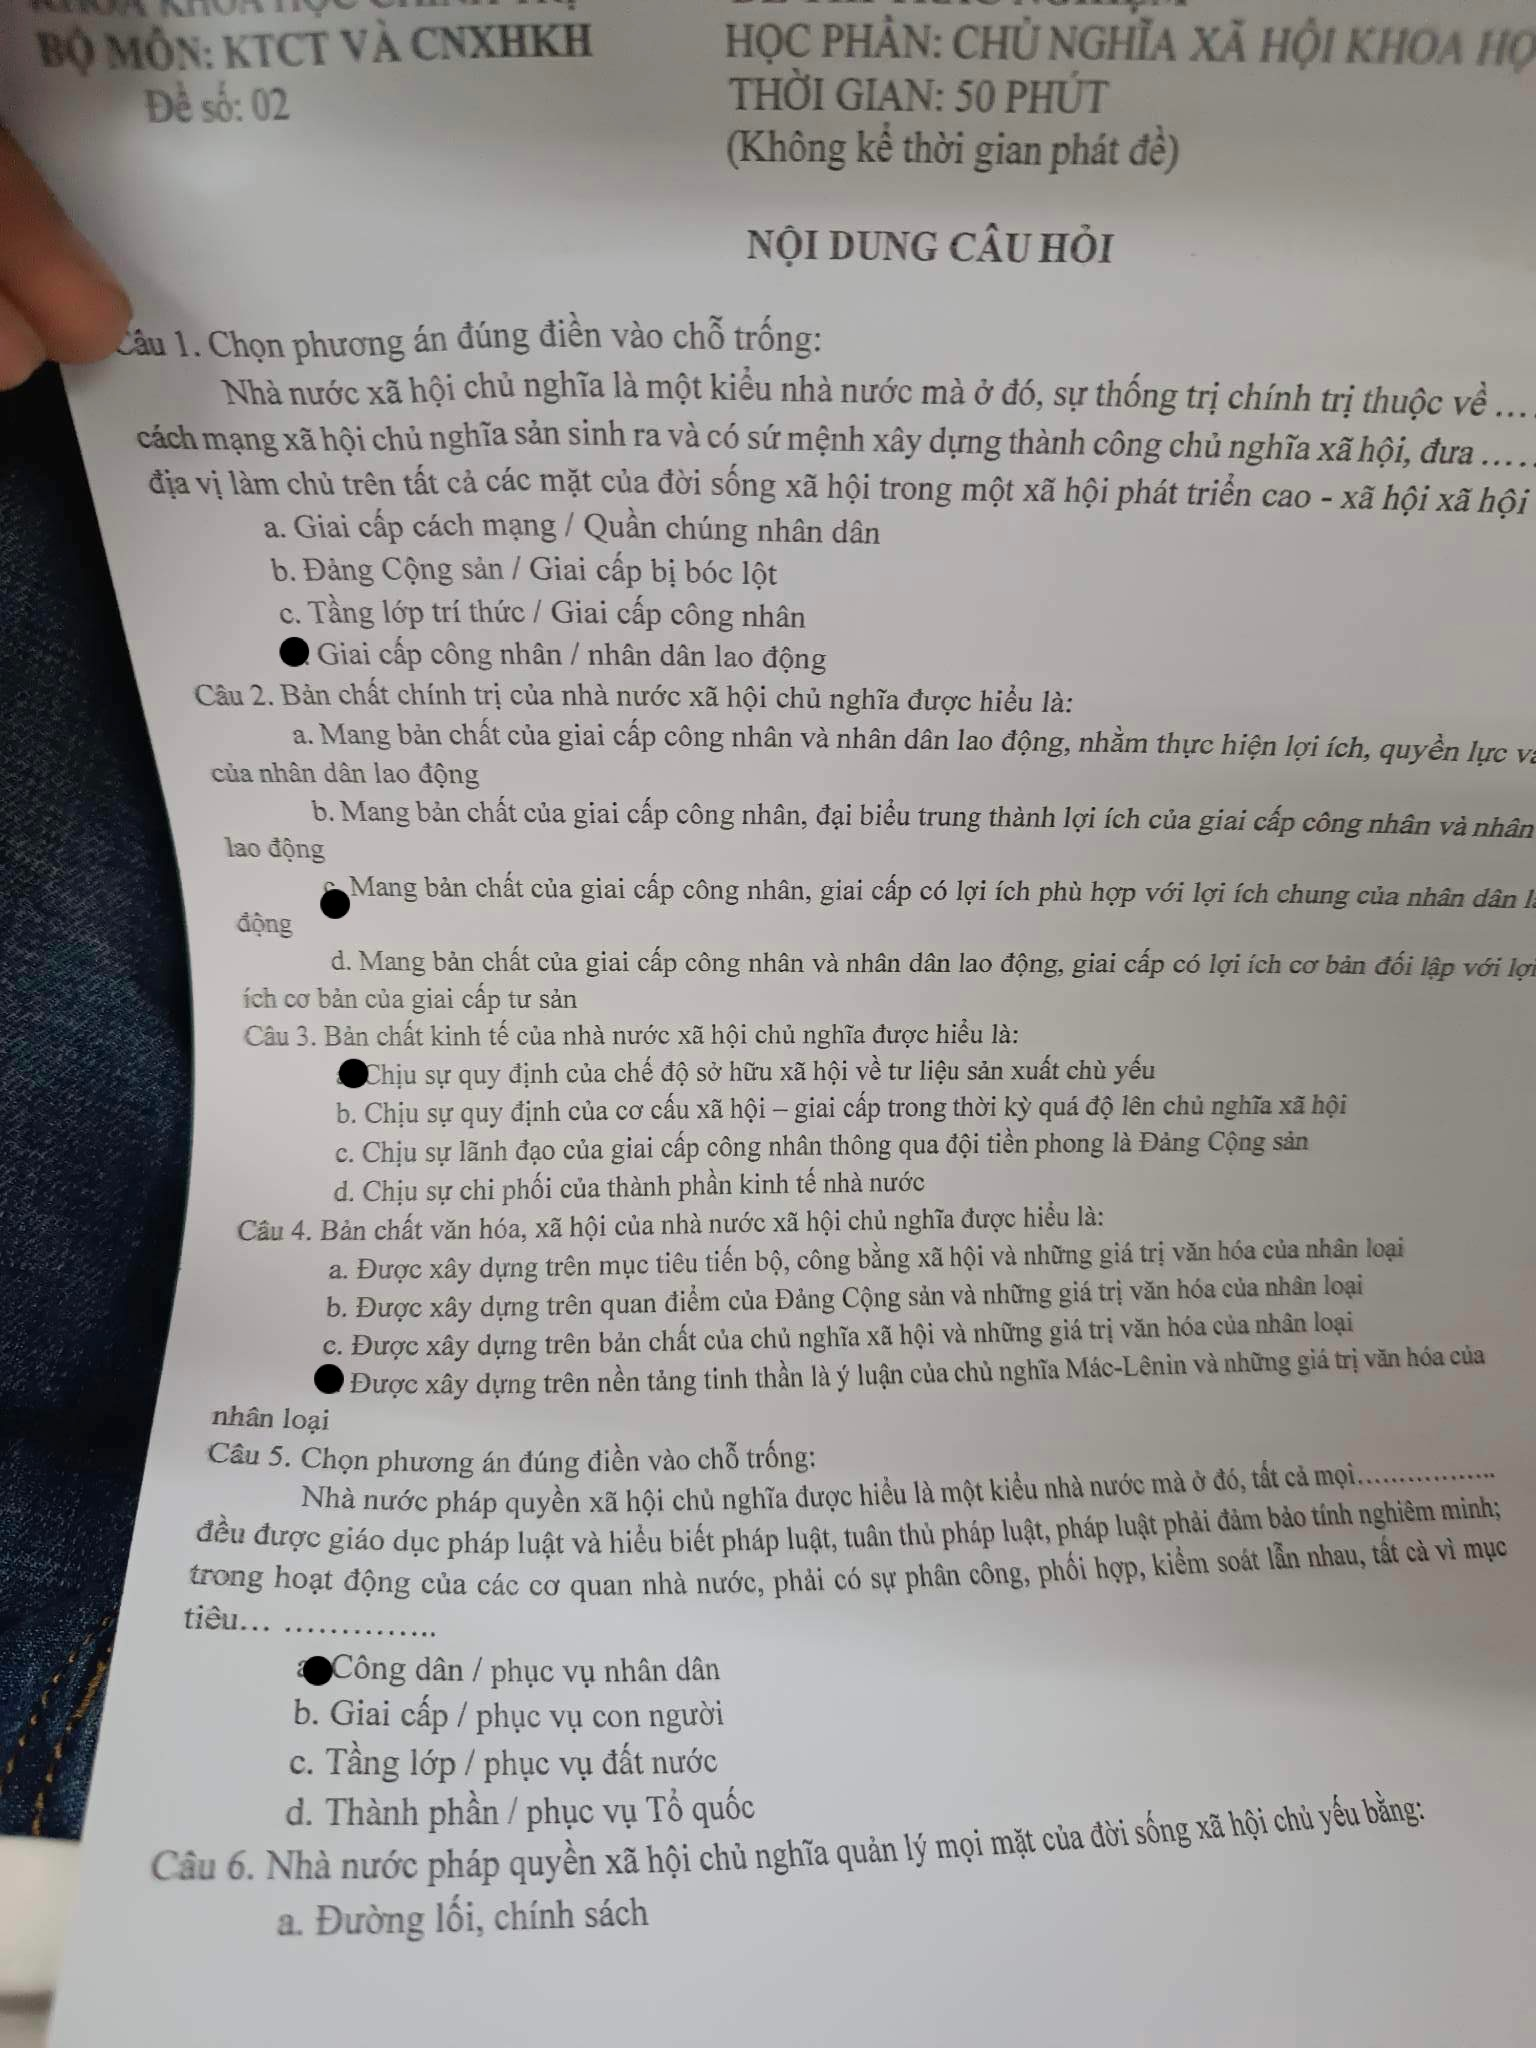 BỘ MÔN: KTCT VÀ CNXHKH
HỌC PHẦN: CHỦ NGHĨA XÃ HỘI KHOA HỌ
Đề số: 02
THỜI GIAN: 50 PHÚT
(Không kể thời gian phát đề)
NỘI DUNG CÂU HỎI
Câu 1. Chọn phương án đúng điền vào chỗ trống:
Nhà nước xã hội chủ nghĩa là một kiểu nhà nước mà ở đó, sự thống trị chính trị thuộc về ....
cách mạng xã hội chủ nghĩa sản sinh ra và có sứ mệnh xây dựng thành công chủ nghĩa xã hội, đưa .....
địa vị làm chủ trên tất cả các mặt của đời sống xã hội trong một xã hội phát triển cao - xã hội xã hội
a. Giai cấp cách mạng / Quần chúng nhân dân
b. Đảng Cộng sản / Giai cấp bị bóc lột
c. Tầng lớp trí thức / Giai cấp công nhân
. Giai cấp công nhân / nhân dân lao động
Câu 2. Bản chất chính trị của nhà nước xã hội chủ nghĩa được hiểu là:
a. Mang bản chất của giai cấp công nhân và nhân dân lao động, nhằm thực hiện lợi ích, quyền lực và
của nhân dân lao động
b. Mang bản chất của giai cấp công nhân, đại biểu trung thành lợi ích của giai cấp công nhân và nhân
lao động
c. Mang bản chất của giai cấp công nhân, giai cấp có lợi ích phù hợp với lợi ích chung của nhân dân la
động
d. Mang bản chất của giai cấp công nhân và nhân dân lao động, giai cấp có lợi ích cơ bản đối lập với lợi
ích cơ bản của giai cấp tư sản
Câu 3. Bản chất kinh tế của nhà nước xã hội chủ nghĩa được hiểu là:
Chịu sự quy định của chế độ sở hữu xã hội về tư liệu sản xuất chù yếu
b. Chịu sự quy định của cơ cấu xã hội – giai cấp trong thời kỳ quá độ lên chủ nghĩa xã hội
c. Chịu sự lãnh đạo của giai cấp công nhân thông qua đội tiền phong là Đảng Cộng sản
d. Chịu sự chi phối của thành phần kinh tế nhà nước
Câu 4. Bản chất văn hóa, xã hội của nhà nước xã hội chủ nghĩa được hiểu là:
a. Được xây dựng trên mục tiêu tiến bộ, công bằng xã hội và những giá trị văn hóa của nhân loại
b. Được xây dựng trên quan điểm của Đảng Cộng sản và những giá trị văn hóa của nhân loại
c. Được xây dựng trên bản chất của chủ nghĩa xã hội và những giá trị văn hóa của nhân loại
Được xây dựng trên nền tảng tinh thần là ý luận của chủ nghĩa Mác-Lênin và những giá trị văn hóa của
nhân loại
Câu 5. Chọn phương án đúng điền vào chỗ trống:
Nhà nước pháp quyền xã hội chủ nghĩa được hiểu là một kiểu nhà nước mà ở đó, tất cả mọi..................
đều được giáo dục pháp luật và hiểu biết pháp luật, tuân thủ pháp luật, pháp luật phải đảm bảo tính nghiêm minh;
trong hoạt động của các cơ quan nhà nước, phải có sự phân công, phối hợp, kiểm soát lẫn nhau, tất cà vì mục
tiêu... ...............
a Công dân / phục vụ nhân dân
b. Giai cấp / phục vụ con người
c. Tầng lớp / phục vụ đất nước
d. Thành phần / phục vụ Tổ quốc
Câu 6. Nhà nước pháp quyền xã hội chủ nghĩa quản lý mọi mặt của đời sống xã hội chủ yếu bằng:
a. Đường lối, chính sách